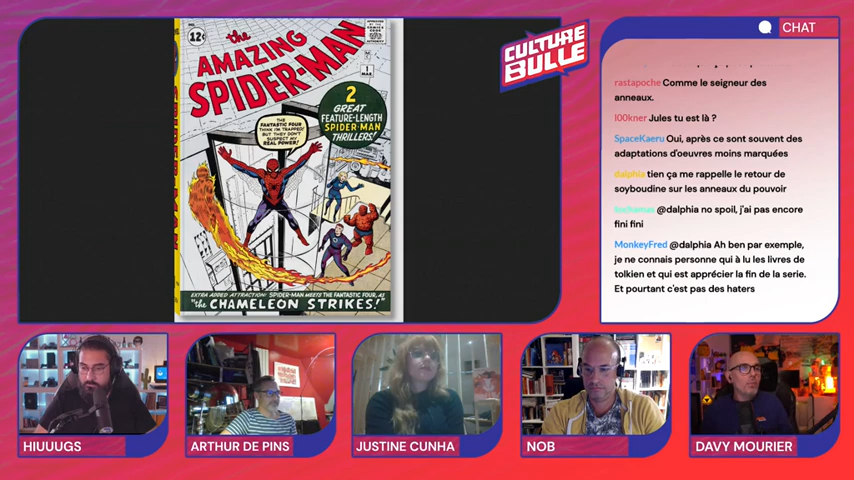 12¢
the
AMAZING
SPIDER-MAN
1
MAR.
2
GREAT
FEATURE-LENGTH
SPIDER-MAN
THRILLERS!
THE
FANTASTIC FOUR
THINK I'M TRAPPED!
BUT THEY DON'T
SUSPECT MY
REAL POWER!
EXTRA ADDED ATTRACTION: SPIDER-MAN MEETS THE FANTASTIC FOUR, as
"the CHAMELEON STRIKES!"
CULTURE
BULLE
CHAT
rastapoche Comme le seigneur des
anneaux.
l00kner Jules tu est là ?
SpaceKaeru Oui, après ce sont souvent des
adaptations d'oeuvres moins marquées
dalphia tien ça me rappelle le retour de
soyboudine sur les anneaux du pouvoir
@dalphia no spoil, j'ai pas encore
fini fini
MonkeyFred @dalphia Ah ben par exemple,
je ne connais personne qui à lu les livres de
tolkien et qui est apprécier la fin de la serie.
Et pourtant c'est pas des haters
HIUUUGS
ARTHUR DE PINS
JUSTINE CUNHA
NOB
DAVY MOURIER